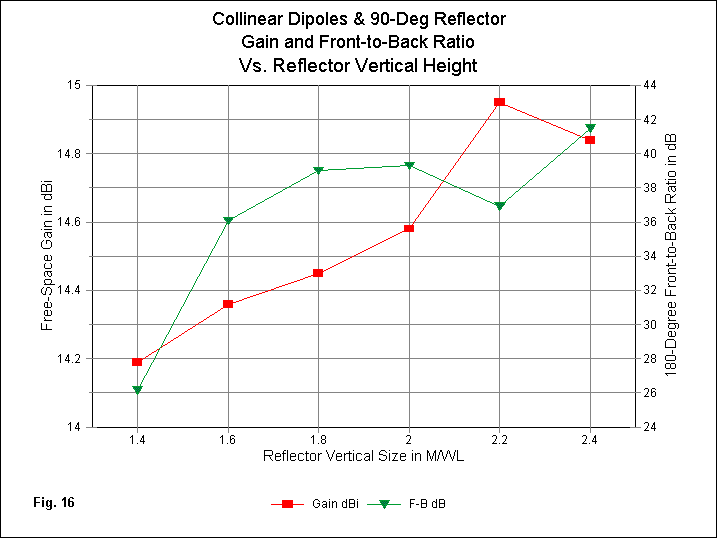 Collinear Dipoles & 90-Deg Reflector
Gain and Front-to-Back Ratio
Vs. Reflector Vertical Height
Free-Space Gain in dBi
15
14.8
14.6
14.4
14.2
14
44
42
40
38
36
34
32
30
28
26
24
180-Degree Front-to-Back Ratio in dB
1.4 1.6 1.8 2 2.2 2.4
Reflector Vertical Size in M/WL
Fig. 16
Gain dBi F-B dB